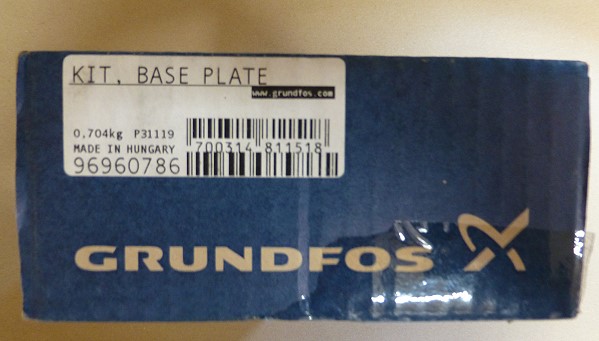 KIT, BASE PLATE
www.grundfos.com
0,704kg P31119
MADE IN HUNGARY 700314 811518
96960786
GRUNDFOS